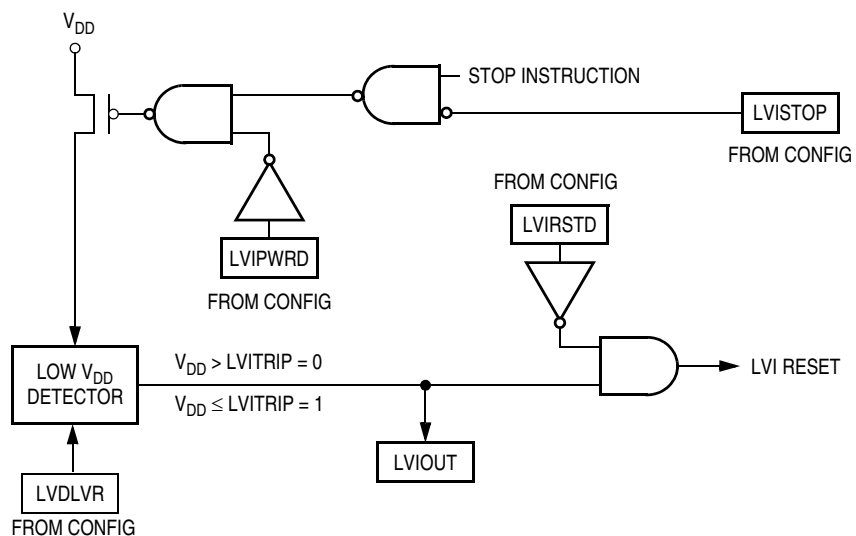 VDD
STOP INSTRUCTION
LVISTOP
FROM CONFIG
FROM CONFIG
LVIRSTD
LVIPWRD
FROM CONFIG
LOW VDD
DETECTOR
VDD > LVITRIP = 0
VDD ≤ LVITRIP = 1
LVI RESET
LVIOUT
LVDLVR
FROM CONFIG